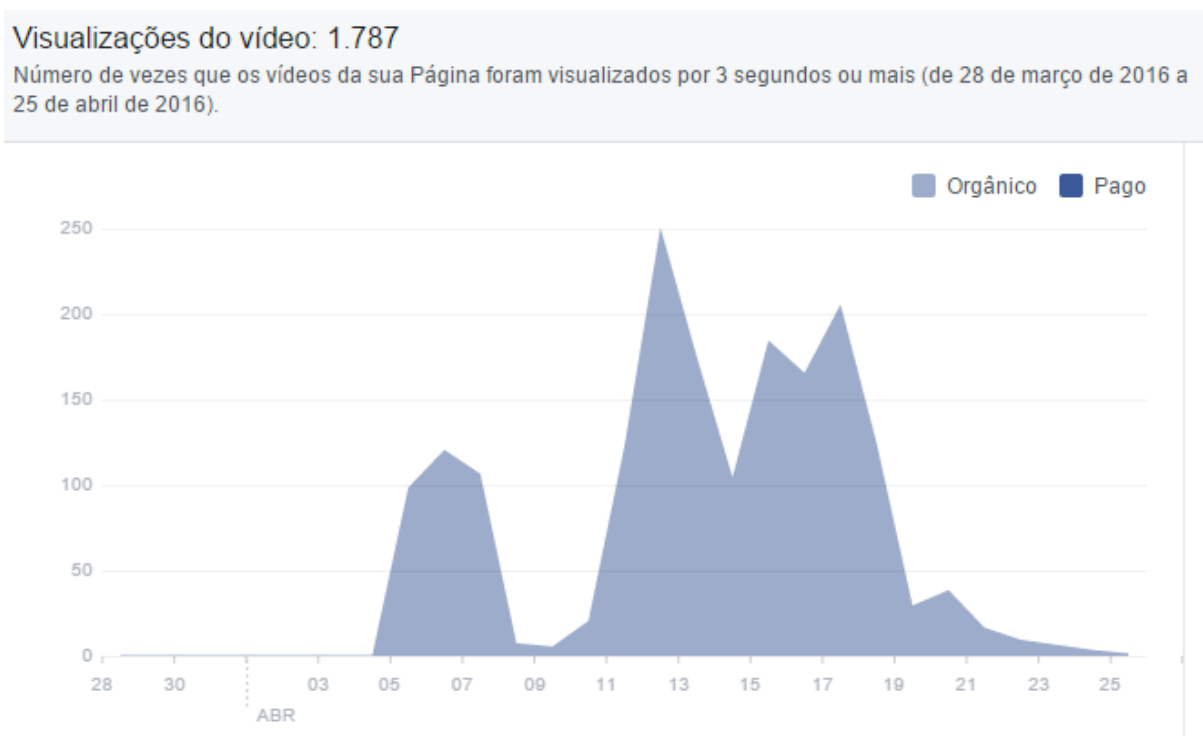 Visualizações do vídeo: 1.787
Número de vezes que os vídeos da sua Página foram visualizados por 3 segundos ou mais (de 28 de março de 2016 a
25 de abril de 2016).
Orgânico Pago
250
200
150
100
50
0
28 30 03 05 07 09 11 13 15 17 19 21 23 25
ABR